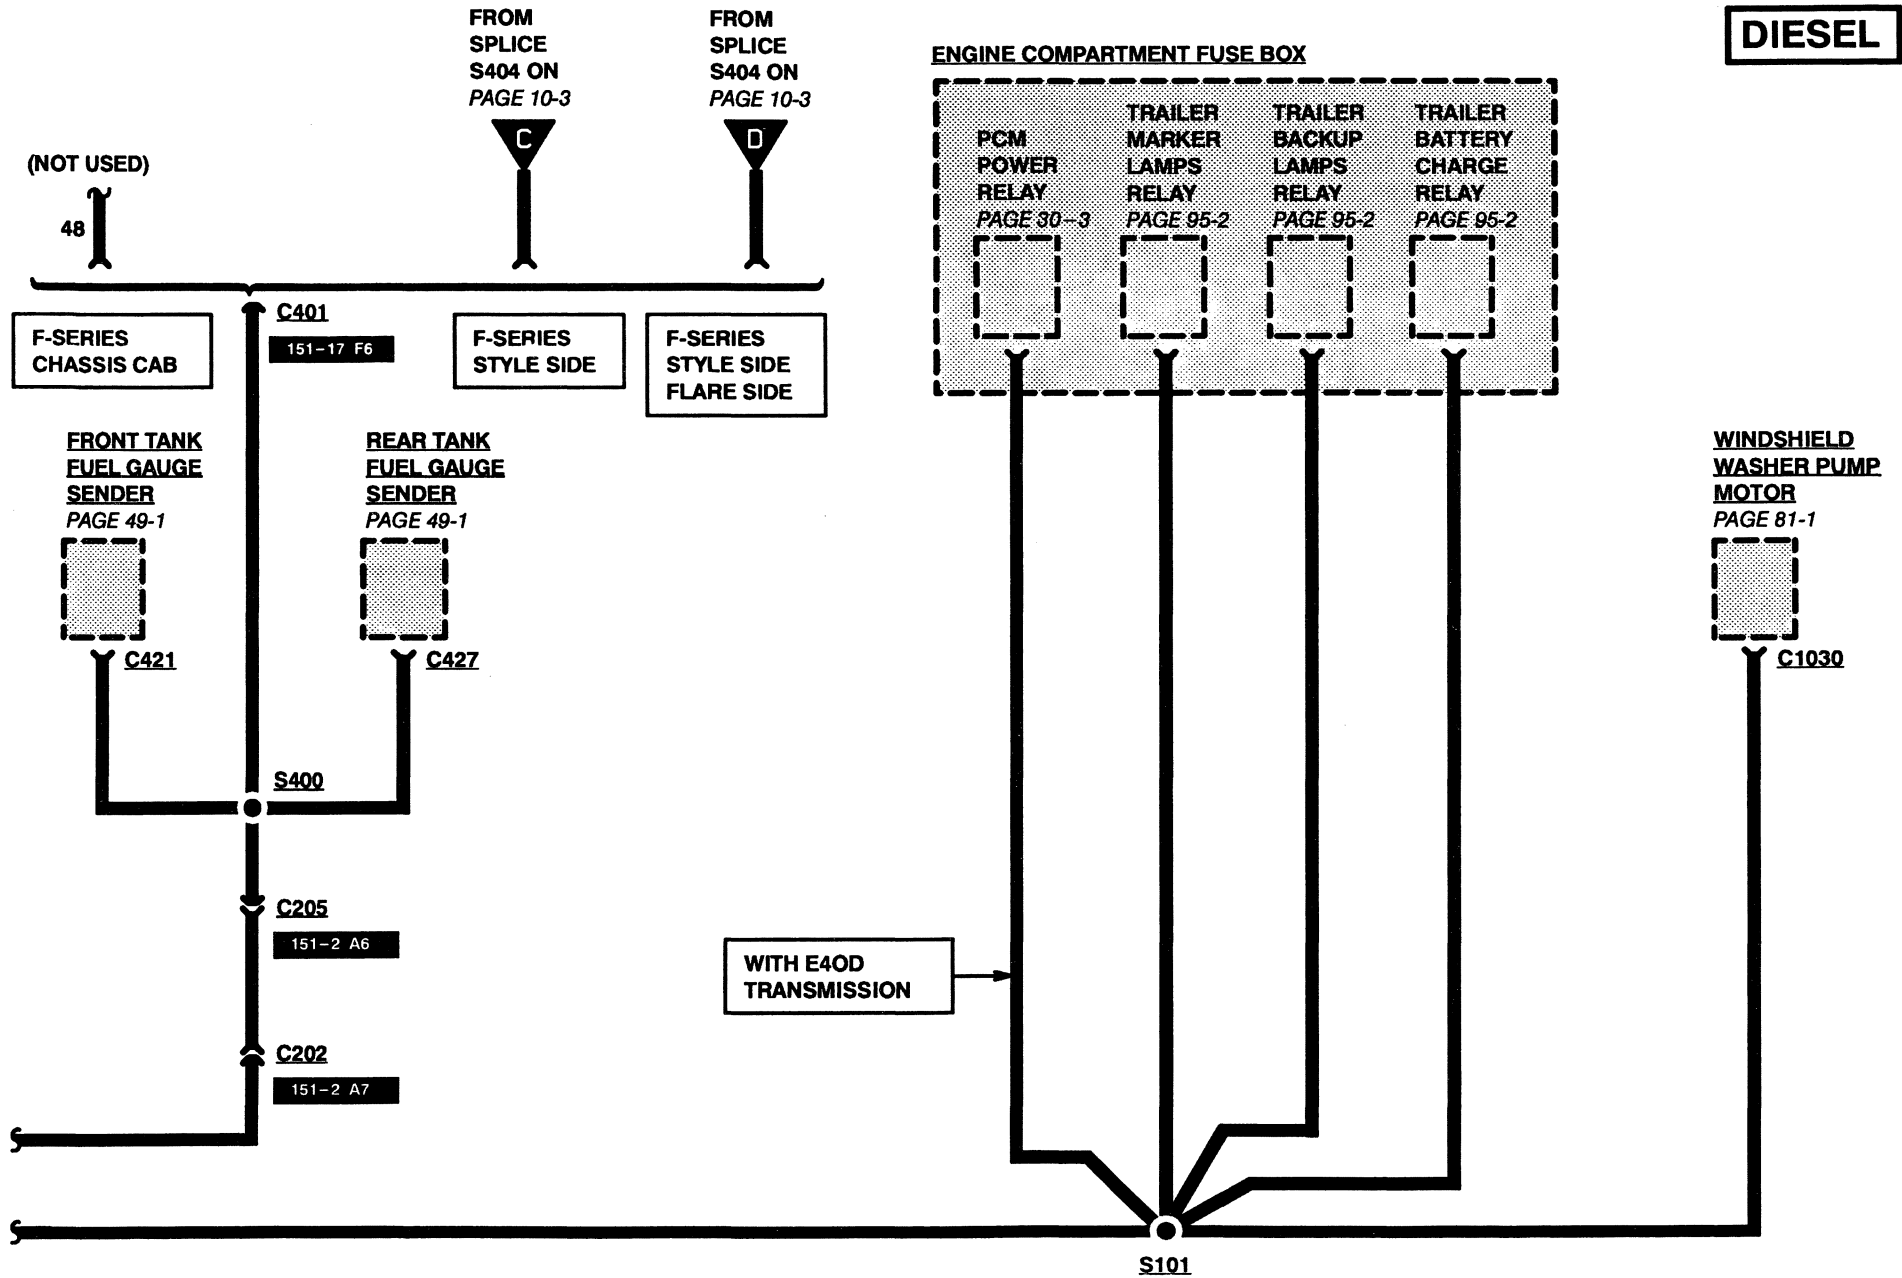 DIESEL
FROM
SPLICE
S404 ON
PAGE 10-3
C
FROM
SPLICE
S404 ON
PAGE 10-3
D
(NOT USED)
48
C401
151-17 F6
F-SERIES
CHASSIS CAB
F-SERIES
STYLE SIDE
F-SERIES
STYLE SIDE
FLARE SIDE
FRONT TANK
FUEL GAUGE
SENDER
PAGE 49-1
C421
REAR TANK
FUEL GAUGE
SENDER
PAGE 49-1
C427
S400
C205
151-2 A6
C202
151-2 A7
ENGINE COMPARTMENT FUSE BOX
PCM
POWER
RELAY
PAGE 30-3
TRAILER
MARKER
LAMPS
RELAY
PAGE 95-2
TRAILER
BACKUP
LAMPS
RELAY
PAGE 95-2
TRAILER
BATTERY
CHARGE
RELAY
PAGE 95-2
WITH E4OD
TRANSMISSION
WINDSHIELD
WASHER PUMP
MOTOR
PAGE 81-1
C1030
S101